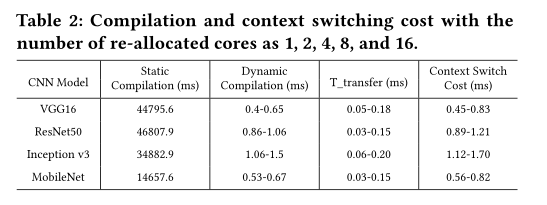 Table 2: Compilation and context switching cost with the
number of re-allocated cores as 1, 2, 4, 8, and 16.
CNN Model | Static Compilation (ms) | Dynamic Compilation (ms) | T_transfer (ms) | Context Switch Cost (ms)
VGG16 | 44795.6 | 0.4-0.65 | 0.05-0.18 | 0.45-0.83
ResNet50 | 46807.9 | 0.86-1.06 | 0.03-0.15 | 0.89-1.21
Inception v3 | 34882.9 | 1.06-1.5 | 0.06-0.20 | 1.12-1.70
MobileNet | 14657.6 | 0.53-0.67 | 0.03-0.15 | 0.56-0.82